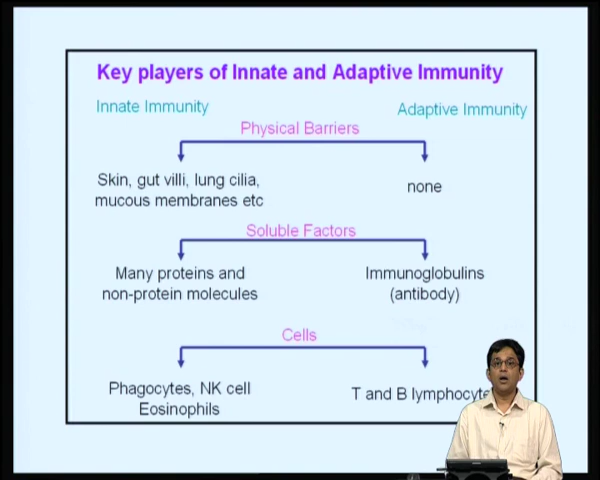 Key players of Innate and Adaptive Immunity
Innate Immunity
Adaptive Immunity
Physical Barriers
Skin, gut villi, lung cilia,
mucous membranes etc
none
Soluble Factors
Many proteins and
non-protein molecules
Immunoglobulins
(antibody)
Cells
Phagocytes, NK cell
Eosinophils
T and B lymphocyte